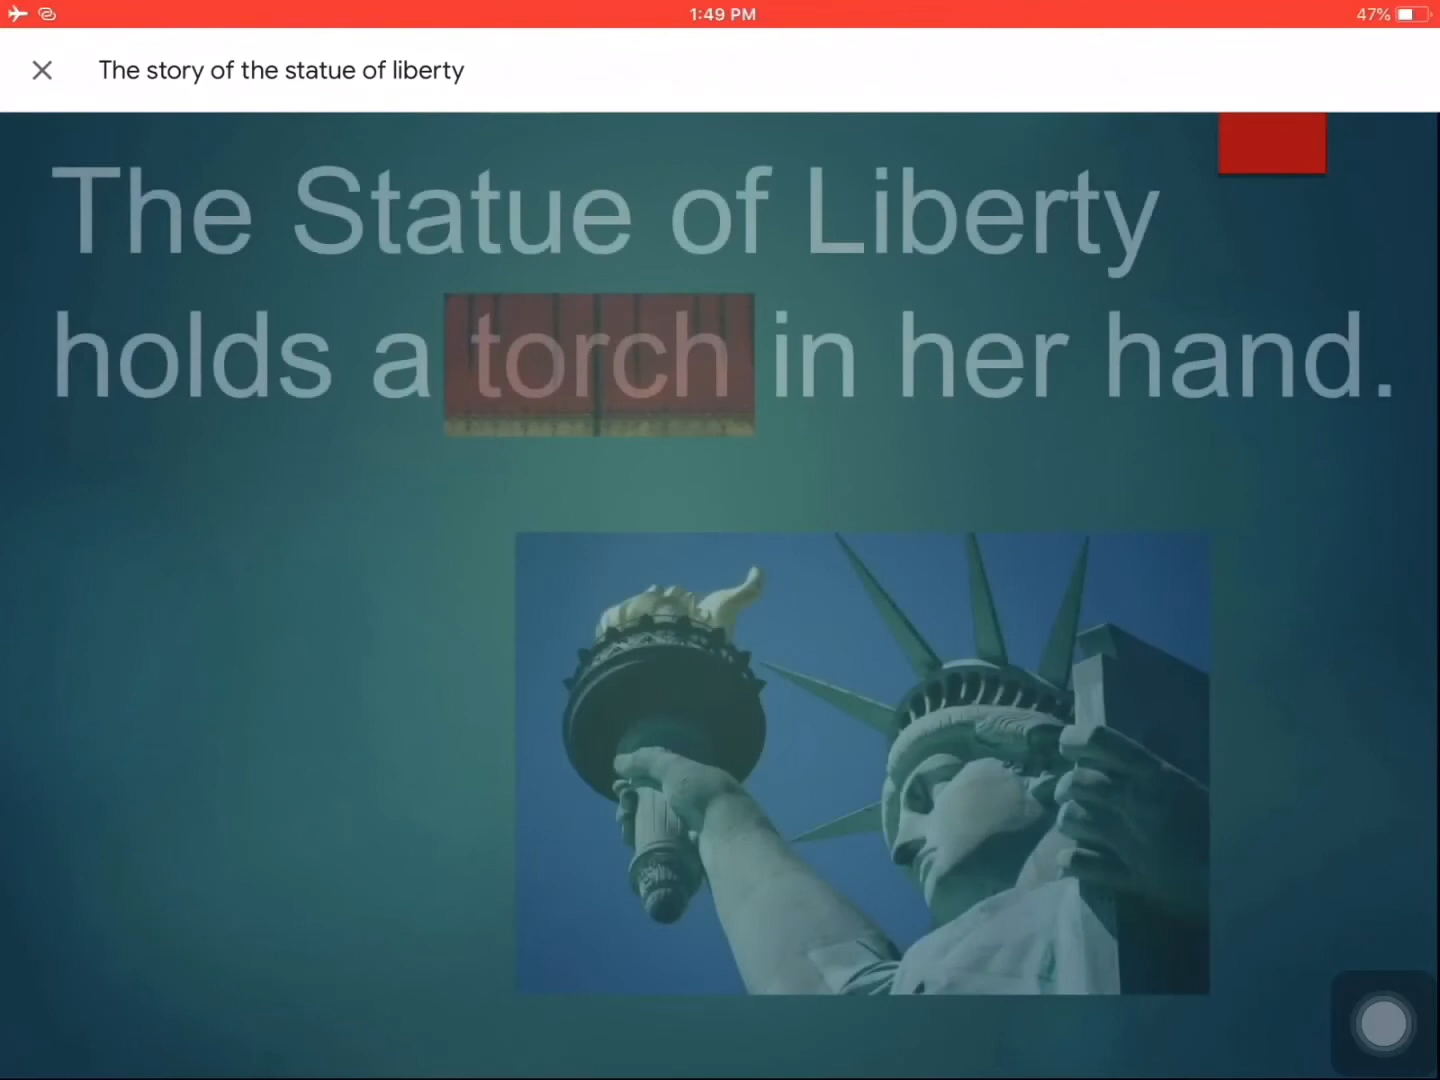 1:49 PM
47%
The story of the statue of liberty
The Statue of Liberty
holds a torch in her hand.